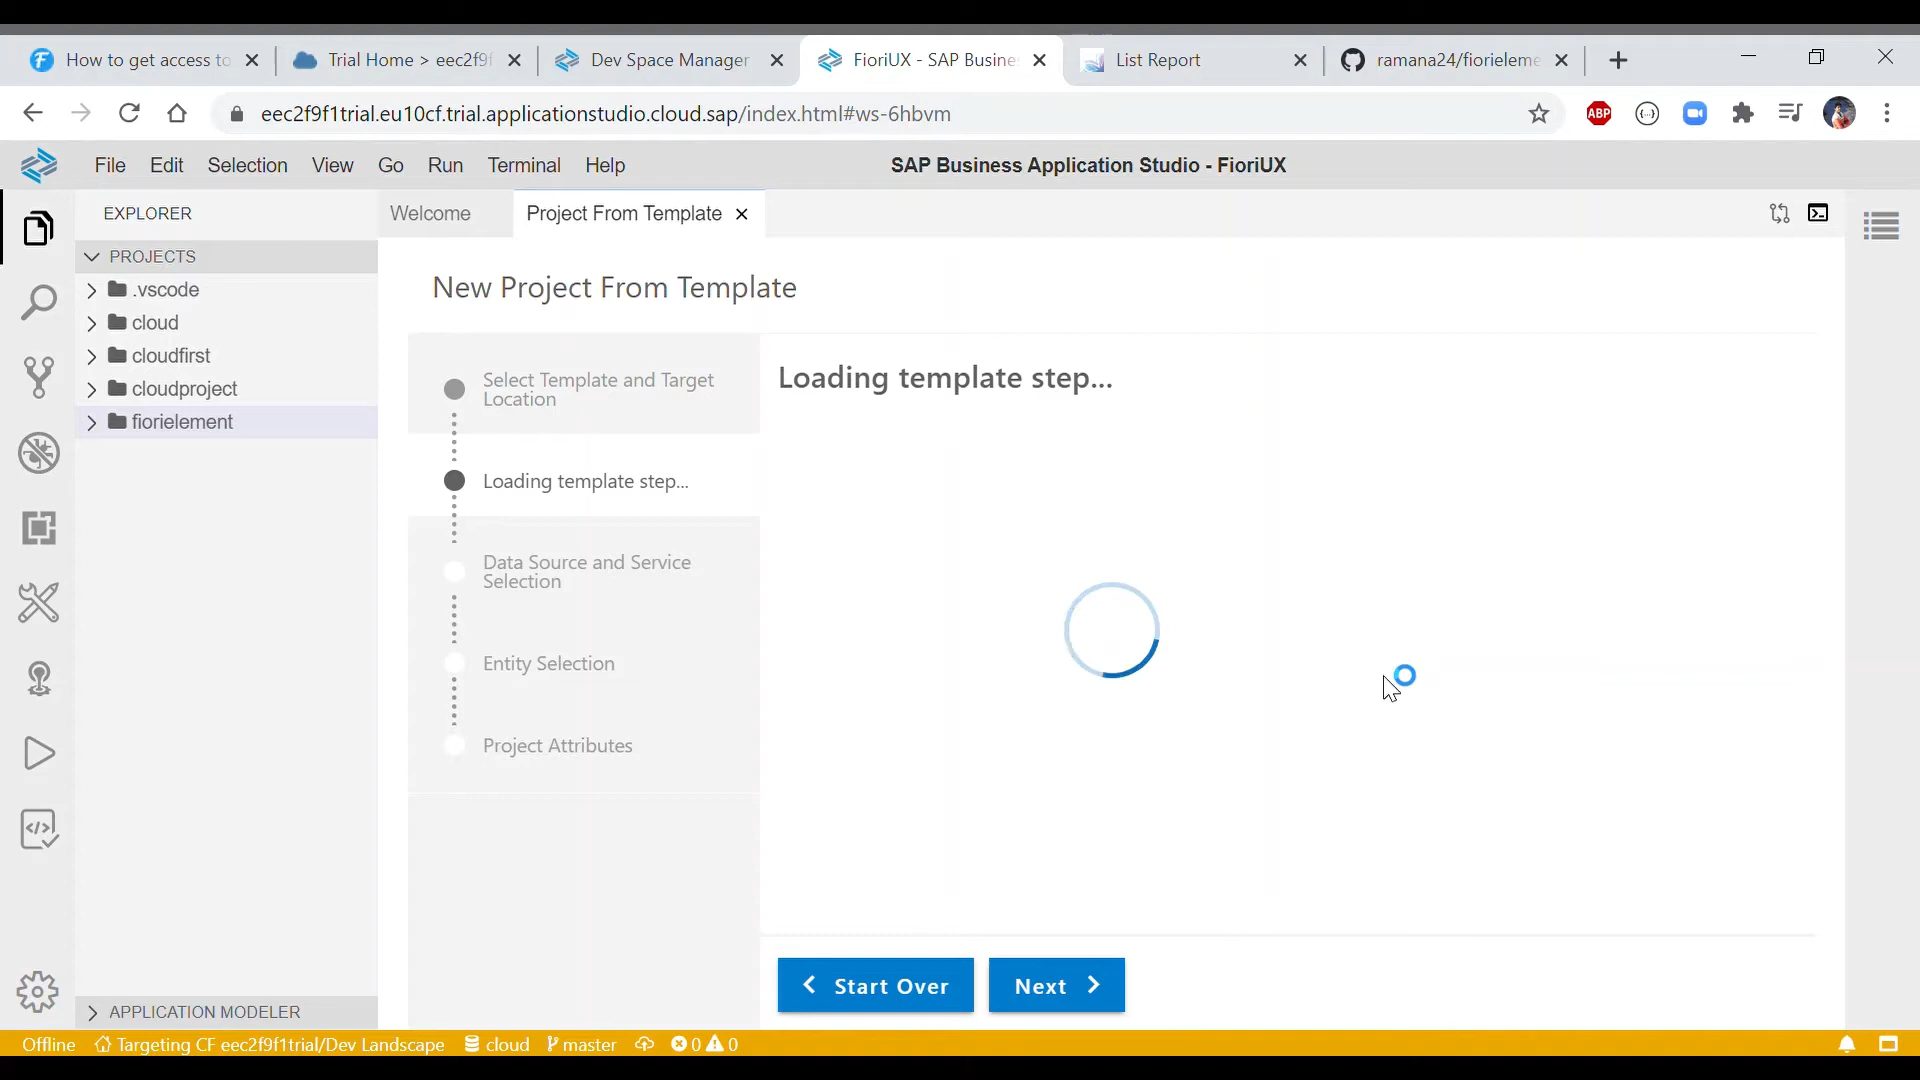 How to get access to
Trial Home > eec2f9f
Dev Space Manager
FioriUX - SAP Busine
List Report
ramana24/fiorieleme
eec2f9f1trial.eu10cf.trial.applicationstudio.cloud.sap/index.html#ws-6hbvm
ABP
File Edit Selection View Go Run Terminal Help
SAP Business Application Studio - FioriUX
EXPLORER
Welcome
Project From Template
PROJECTS
.vscode
cloud
cloudfirst
cloudproject
fiorielement
New Project From Template
Select Template and Target
Location
Loading template step...
Data Source and Service
Selection
Entity Selection
Project Attributes
Loading template step...
Start Over
Next
APPLICATION MODELER
Offline Targeting CF eec2f9f1trial/Dev Landscape cloud master 0 0